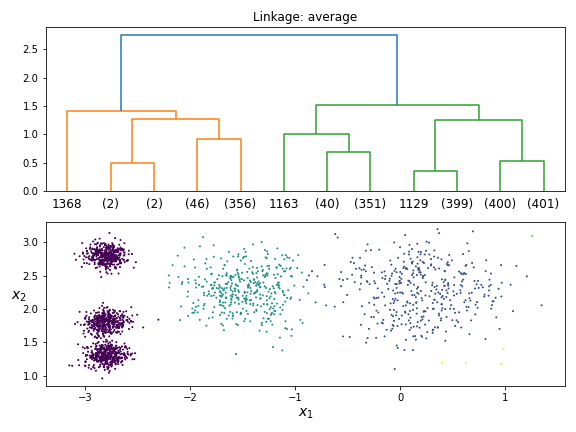 Linkage: average
2.5
2.0
1.5
1.0
0.5
0.0
1368 (2) (2) (46) (356) 1163 (40) (351) 1129 (399) (400) (401)
3.0
2.5
x2
2.0
1.5
1.0
−3 −2 −1 0 1
x1